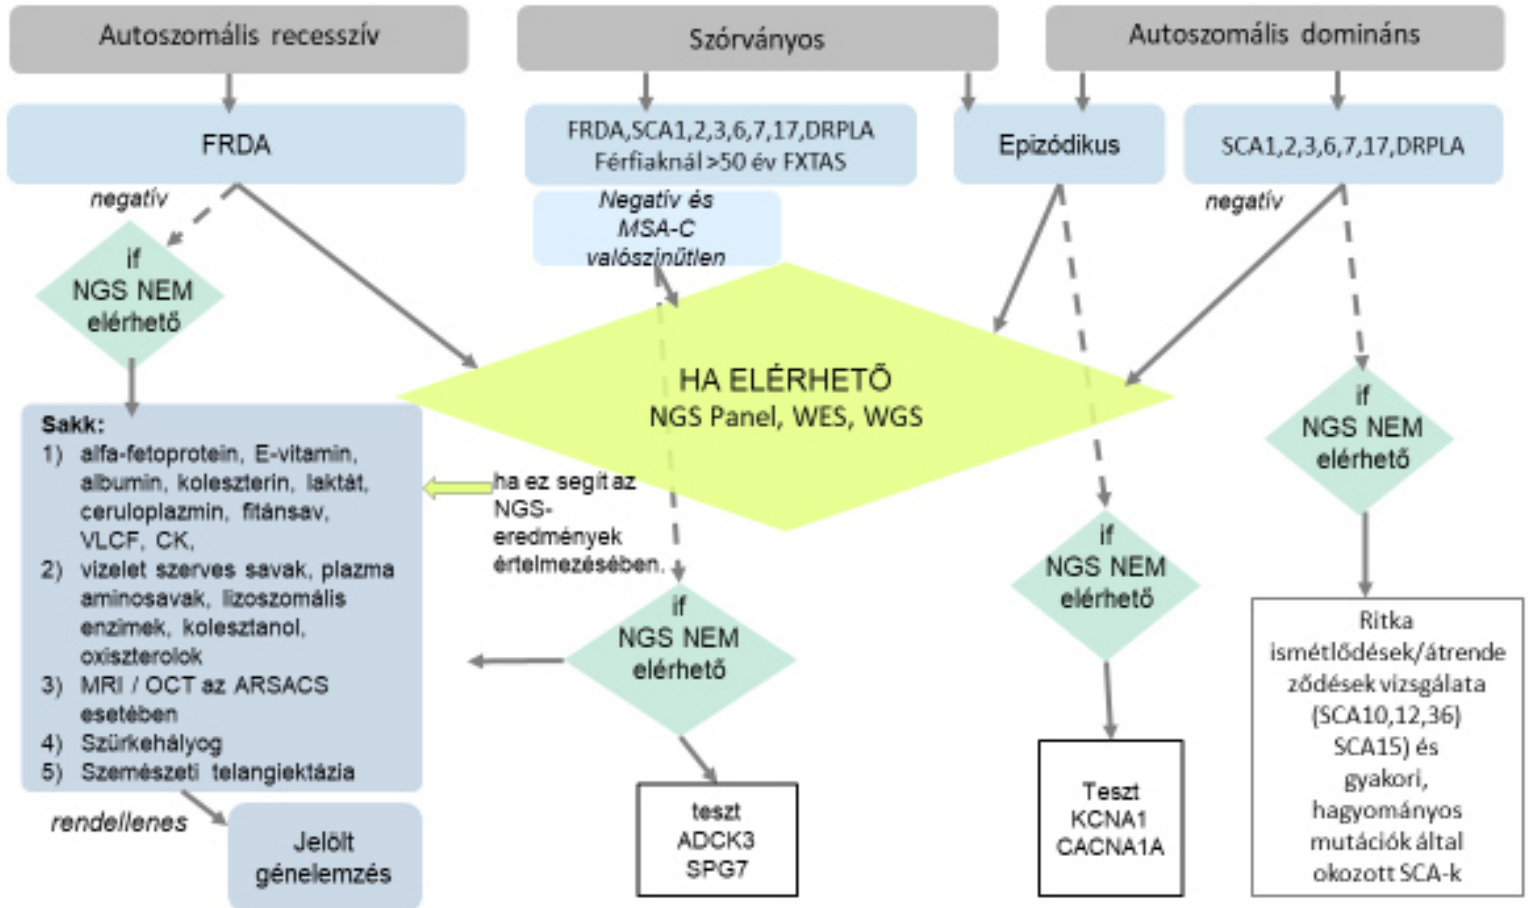 Autoszomális recesszív
Szórványos
Autoszomális domináns
FRDA
FRDA,SCA1,2,3,6,7,17,DRPLA
Férfiaknál >50 év FXTAS
Epizódikus
SCA1,2,3,6,7,17,DRPLA
negatív
Negatív és
MSA-C
valószínűtlen
negatív
if
NGS NEM
elérhető
HA ELÉRHETŐ
NGS Panel, WES, WGS
if
NGS NEM
elérhető
Sakk:
1) alfa-fetoprotein, E-vitamin,
albumin, koleszterin, laktát,
ceruloplazmin, fitánsav,
VLCF, CK,
2) vizelet szerves savak, plazma
aminosavak, lizoszomális
enzimek, kolesztanol,
oxiszterolok
3) MRI / OCT az ARSACS
esetében
4) Szürkehályog
5) Szemészeti telangiektázia
ha ez segít az
NGS-
eredmények
értelmezésében.
if
NGS NEM
elérhető
if
NGS NEM
elérhető
rendellenes
Jelölt
génelemzés
teszt
ADCK3
SPG7
Teszt
KCNA1
CACNA1A
Ritka
ismétlődések/átrende
ződések vizsgálata
(SCA10,12,36)
SCA15) és
gyakori,
hagyományos
mutációk által
okozott SCA-k